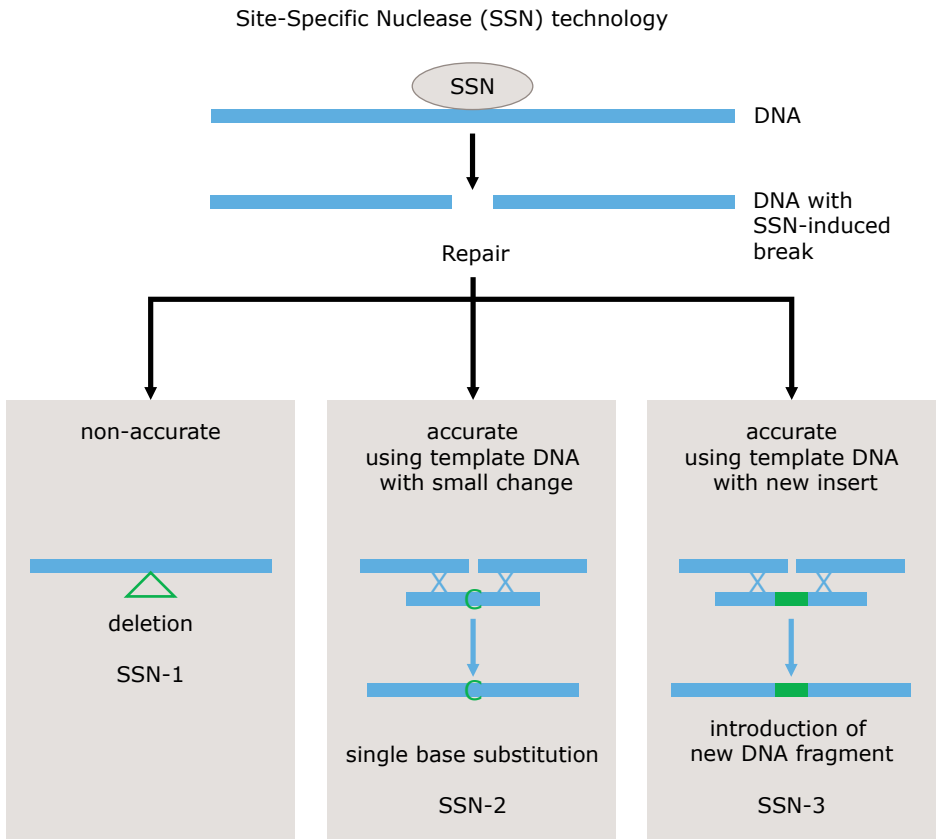 Site-Specific Nuclease (SSN) technology
SSN
DNA
DNA with
SSN-induced
break
Repair
non-accurate
deletion
SSN-1
accurate
using template DNA
with small change
C
C
single base substitution
SSN-2
accurate
using template DNA
with new insert
introduction of
new DNA fragment
SSN-3